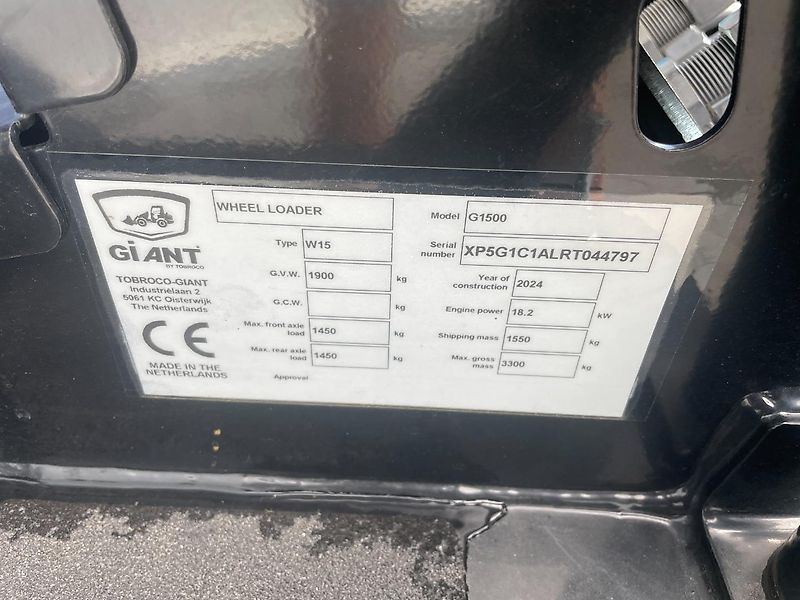 GiANT
BY TOBROCO
TOBROCO-GIANT
Industriëlaan 2
5061 KC Oisterwijk
The Netherlands
CE
MADE IN THE
NETHERLANDS
WHEEL LOADER
Type W15
G.V.W. 1900 kg
G.C.W. kg
Max. front axle
load 1450 kg
Max. rear axle
load 1450 kg
Approval
Model G1500
Serial
number XP5G1C1ALRT044797
Year of
construction 2024
Engine power 18.2 kW
Shipping mass 1550 kg
Max. gross
mass 3300 kg